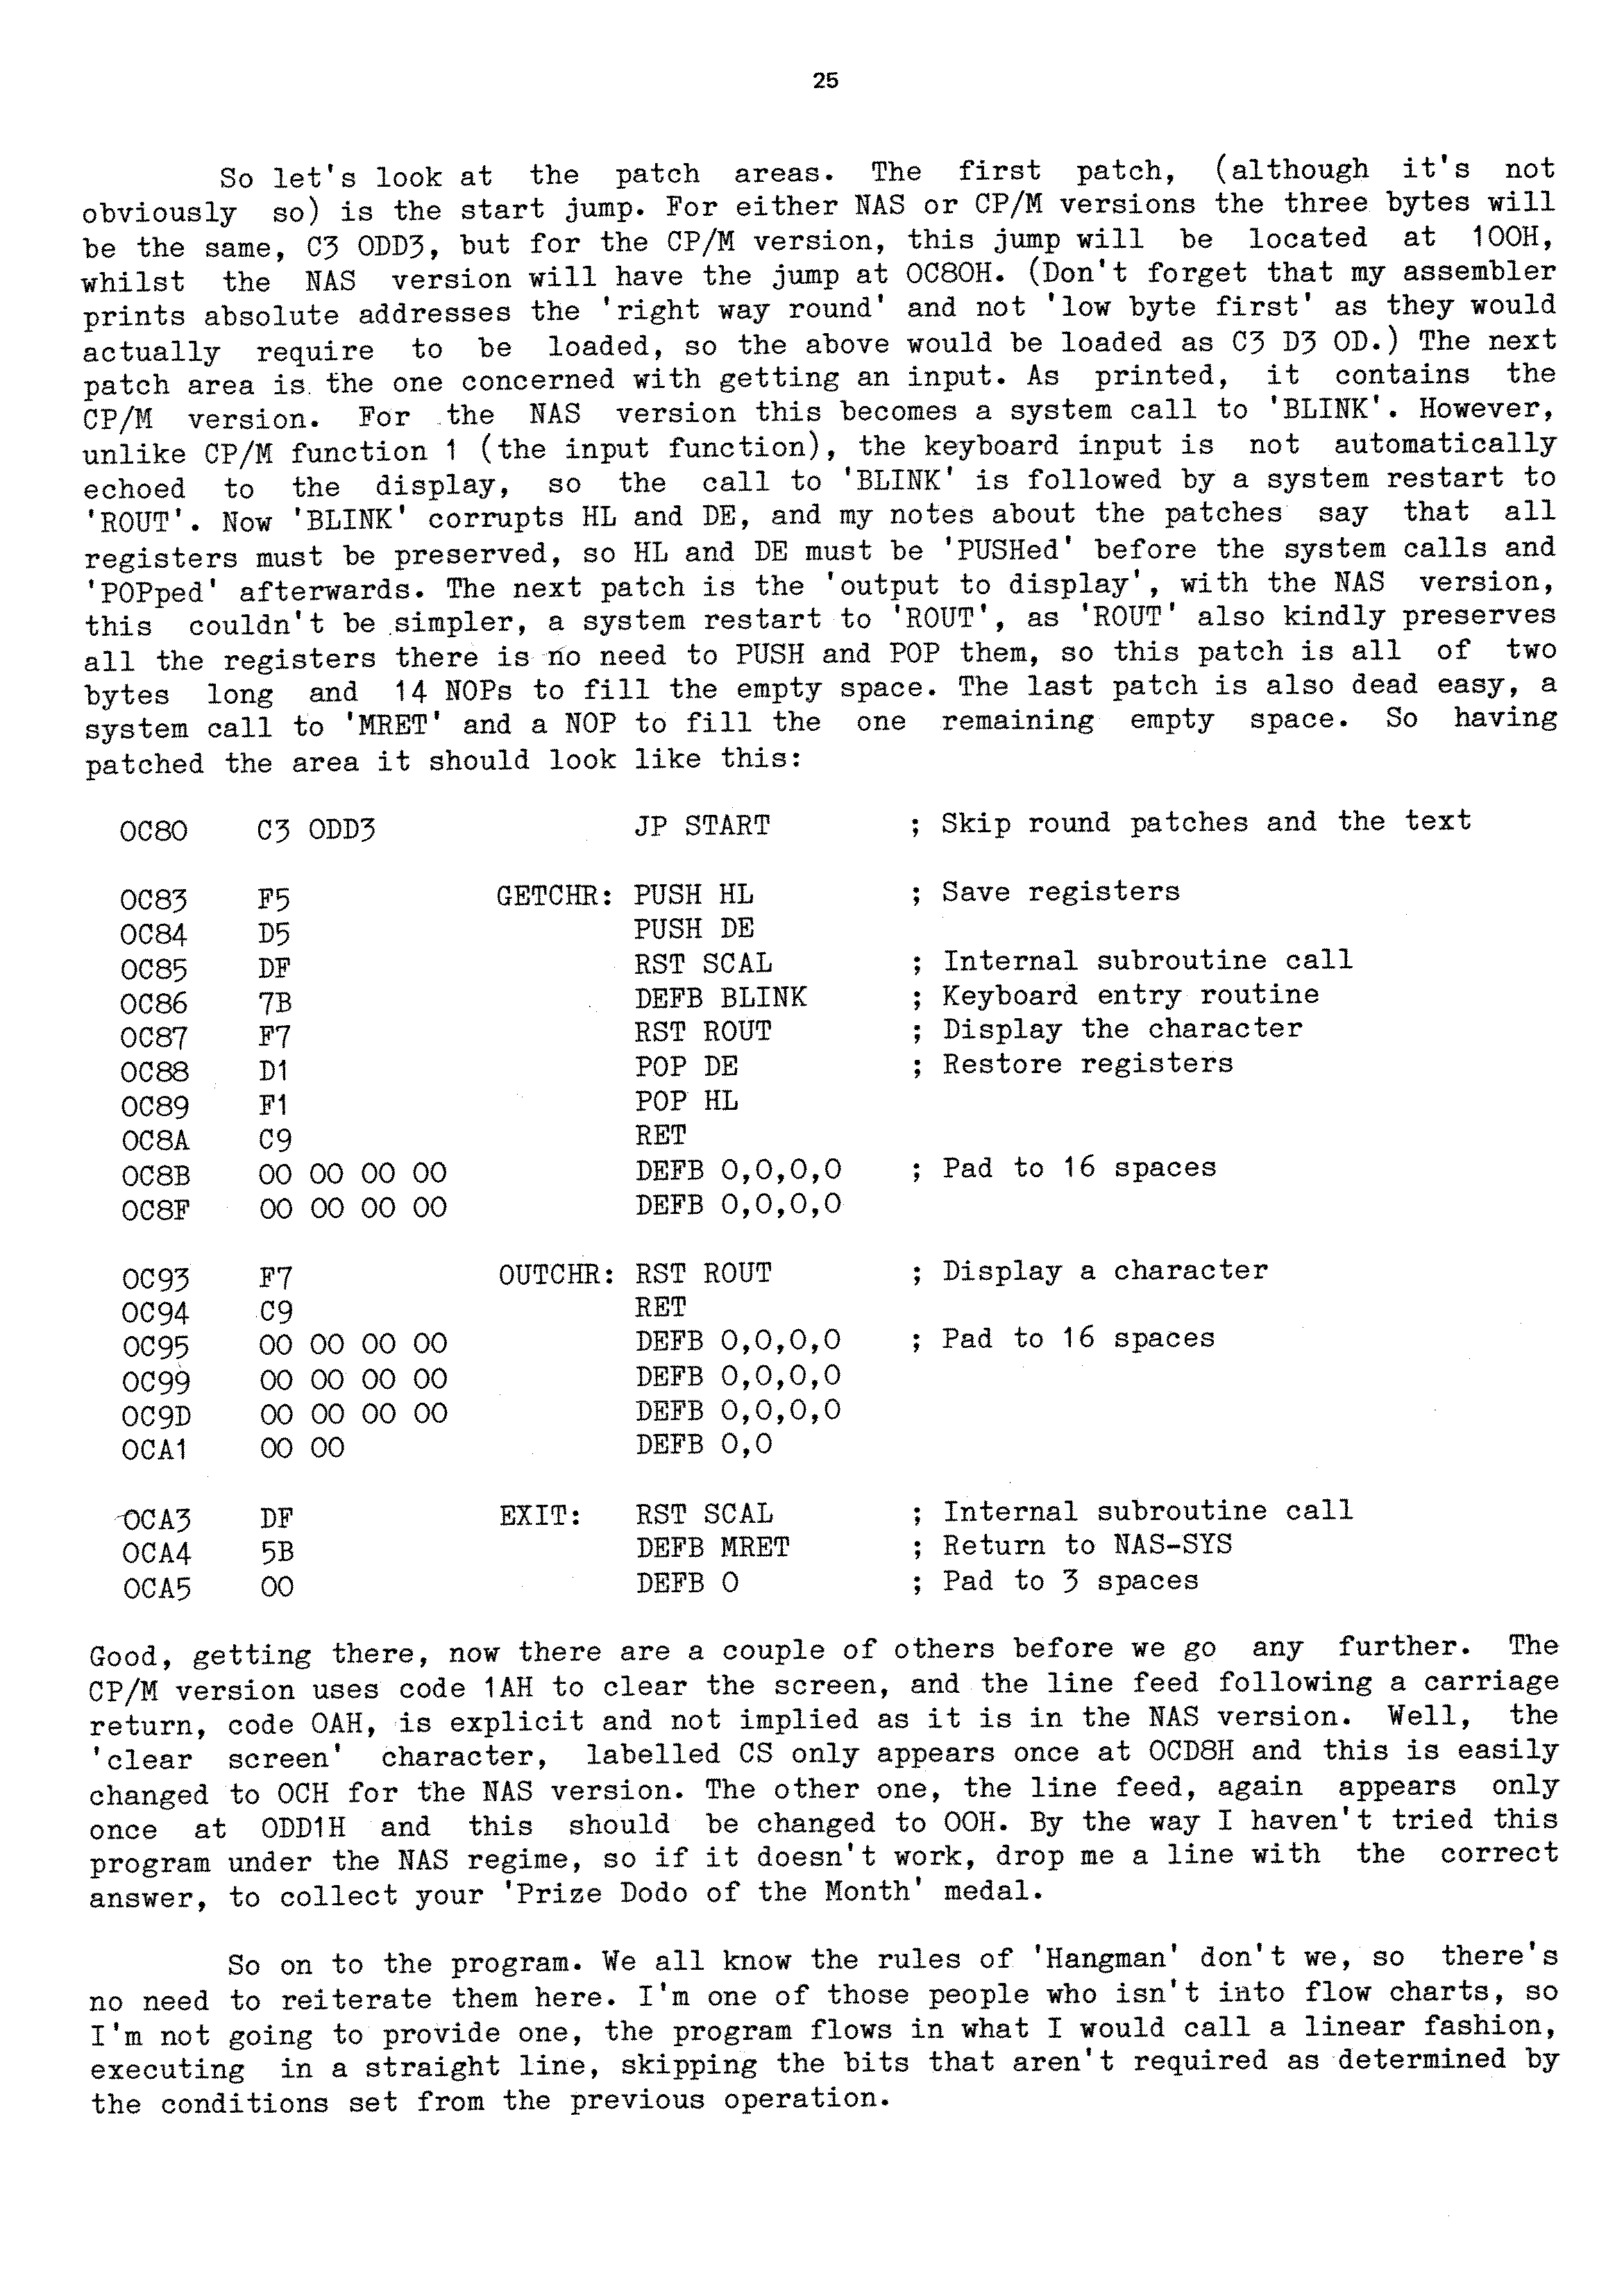 25
So let's look at the patch areas. The first patch, (although it's not
obviously so) is the start jump. For either NAS or CP/M versions the three bytes will
be the same, C3 0DD3, but for the CP/M version, this jump will be located at 100H,
whilst the NAS version will have the jump at 0C80H. (Don't forget that my assembler
prints absolute addresses the 'right way round' and not 'low byte first' as they would
actually require to be loaded, so the above would be loaded as C3 D3 0D.) The next
patch area is the one concerned with getting an input. As printed, it contains the
CP/M version. For the NAS version this becomes a system call to 'BLINK'. However,
unlike CP/M function 1 (the input function), the keyboard input is not automatically
echoed to the display, so the call to 'BLINK' is followed by a system restart to
'ROUT'. Now 'BLINK' corrupts HL and DE, and my notes about the patches say that all
registers must be preserved, so HL and DE must be 'PUSHed' before the system calls and
'POPped' afterwards. The next patch is the 'output to display', with the NAS version,
this couldn't be simpler, a system restart to 'ROUT', as 'ROUT' also kindly preserves
all the registers there is no need to PUSH and POP them, so this patch is all of two
bytes long and 14 NOPs to fill the empty space. The last patch is also dead easy, a
system call to 'MRET' and a NOP to fill the one remaining empty space. So having
patched the area it should look like this:
0C80 C3 0DD3 JP START ; Skip round patches and the text
0C83 F5 GETCHR: PUSH HL ; Save registers
0C84 D5 PUSH DE
0C85 DF RST SCAL ; Internal subroutine call
0C86 7B DEFB BLINK ; Keyboard entry routine
0C87 F7 RST ROUT ; Display the character
0C88 D1 POP DE ; Restore registers
0C89 F1 POP HL
0C8A C9 RET
0C8B 00 00 00 00 DEFB 0,0,0,0 ; Pad to 16 spaces
0C8F 00 00 00 00 DEFB 0,0,0,0
0C93 F7 OUTCHR: RST ROUT ; Display a character
0C94 C9 RET
0C95 00 00 00 00 DEFB 0,0,0,0 ; Pad to 16 spaces
0C99 00 00 00 00 DEFB 0,0,0,0
0C9D 00 00 00 00 DEFB 0,0,0,0
0CA1 00 00 DEFB 0,0
0CA3 DF EXIT: RST SCAL ; Internal subroutine call
0CA4 5B DEFB MRET ; Return to NAS-SYS
0CA5 00 DEFB 0 ; Pad to 3 spaces
Good, getting there, now there are a couple of others before we go any further. The
CP/M version uses code 1AH to clear the screen, and the line feed following a carriage
return, code 0AH, is explicit and not implied as it is in the NAS version. Well, the
'clear screen' character, labelled CS only appears once at 0CD8H and this is easily
changed to 0CH for the NAS version. The other one, the line feed, again appears only
once at 0DD1H and this should be changed to 00H. By the way I haven't tried this
program under the NAS regime, so if it doesn't work, drop me a line with the correct
answer, to collect your 'Prize Dodo of the Month' medal.
So on to the program. We all know the rules of 'Hangman' don't we, so there's
no need to reiterate them here. I'm one of those people who isn't into flow charts, so
I'm not going to provide one, the program flows in what I would call a linear fashion,
executing in a straight line, skipping the bits that aren't required as determined by
the conditions set from the previous operation.